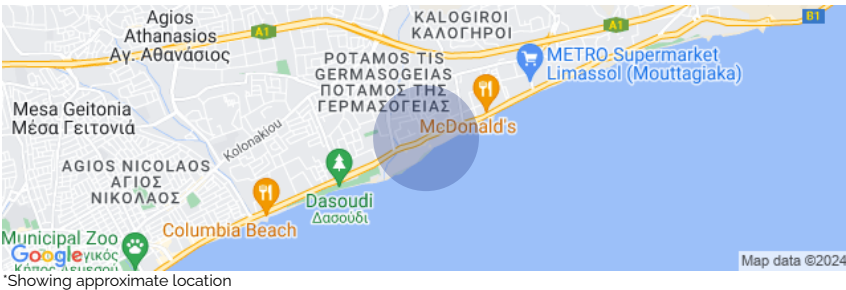 Agios
Athanasios
Αγ. Αθανάσιος
A1
KALOGIROI
ΚΑΛΟΓΗΡΟΙ
A1
B1
POTAMOS TIS
GERMASOGEIAS
ΠΟΤΑΜΟΣ ΤΗΣ
ΓΕΡΜΑΣΟΓΕΙΑΣ
METRO Supermarket
Limassol (Mouttagiaka)
McDonald's
Mesa Geitonia
Μέσα Γειτονιά
Kolonakiou
AGIOS NICOLAOS
ΑΓΙΟΣ
ΝΙΚΟΛΑΟΣ
Dasoudi
Δασούδι
Columbia Beach
Municipal Zoo
Google
Κήπος Λεμεσού
Map data ©2024
*Showing approximate location